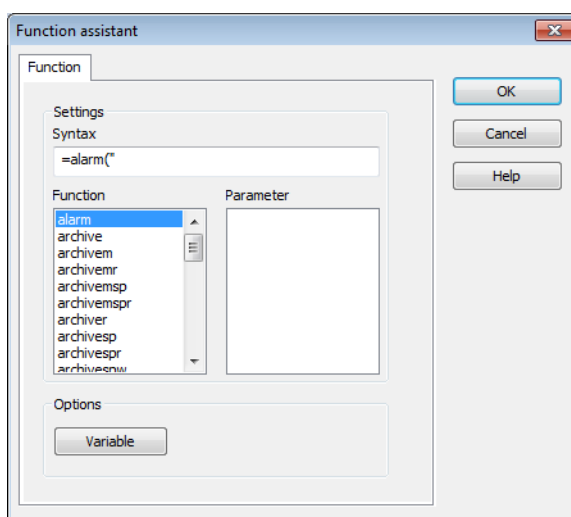 Function assistant
Function
OK
Settings
Syntax
Cancel
=alarm("
Help
Function Parameter
alarm
archive
archivem
archivemr
archivemsp
archivemspr
archiver
archivesp
archivespr
archivespw
Options
Variable